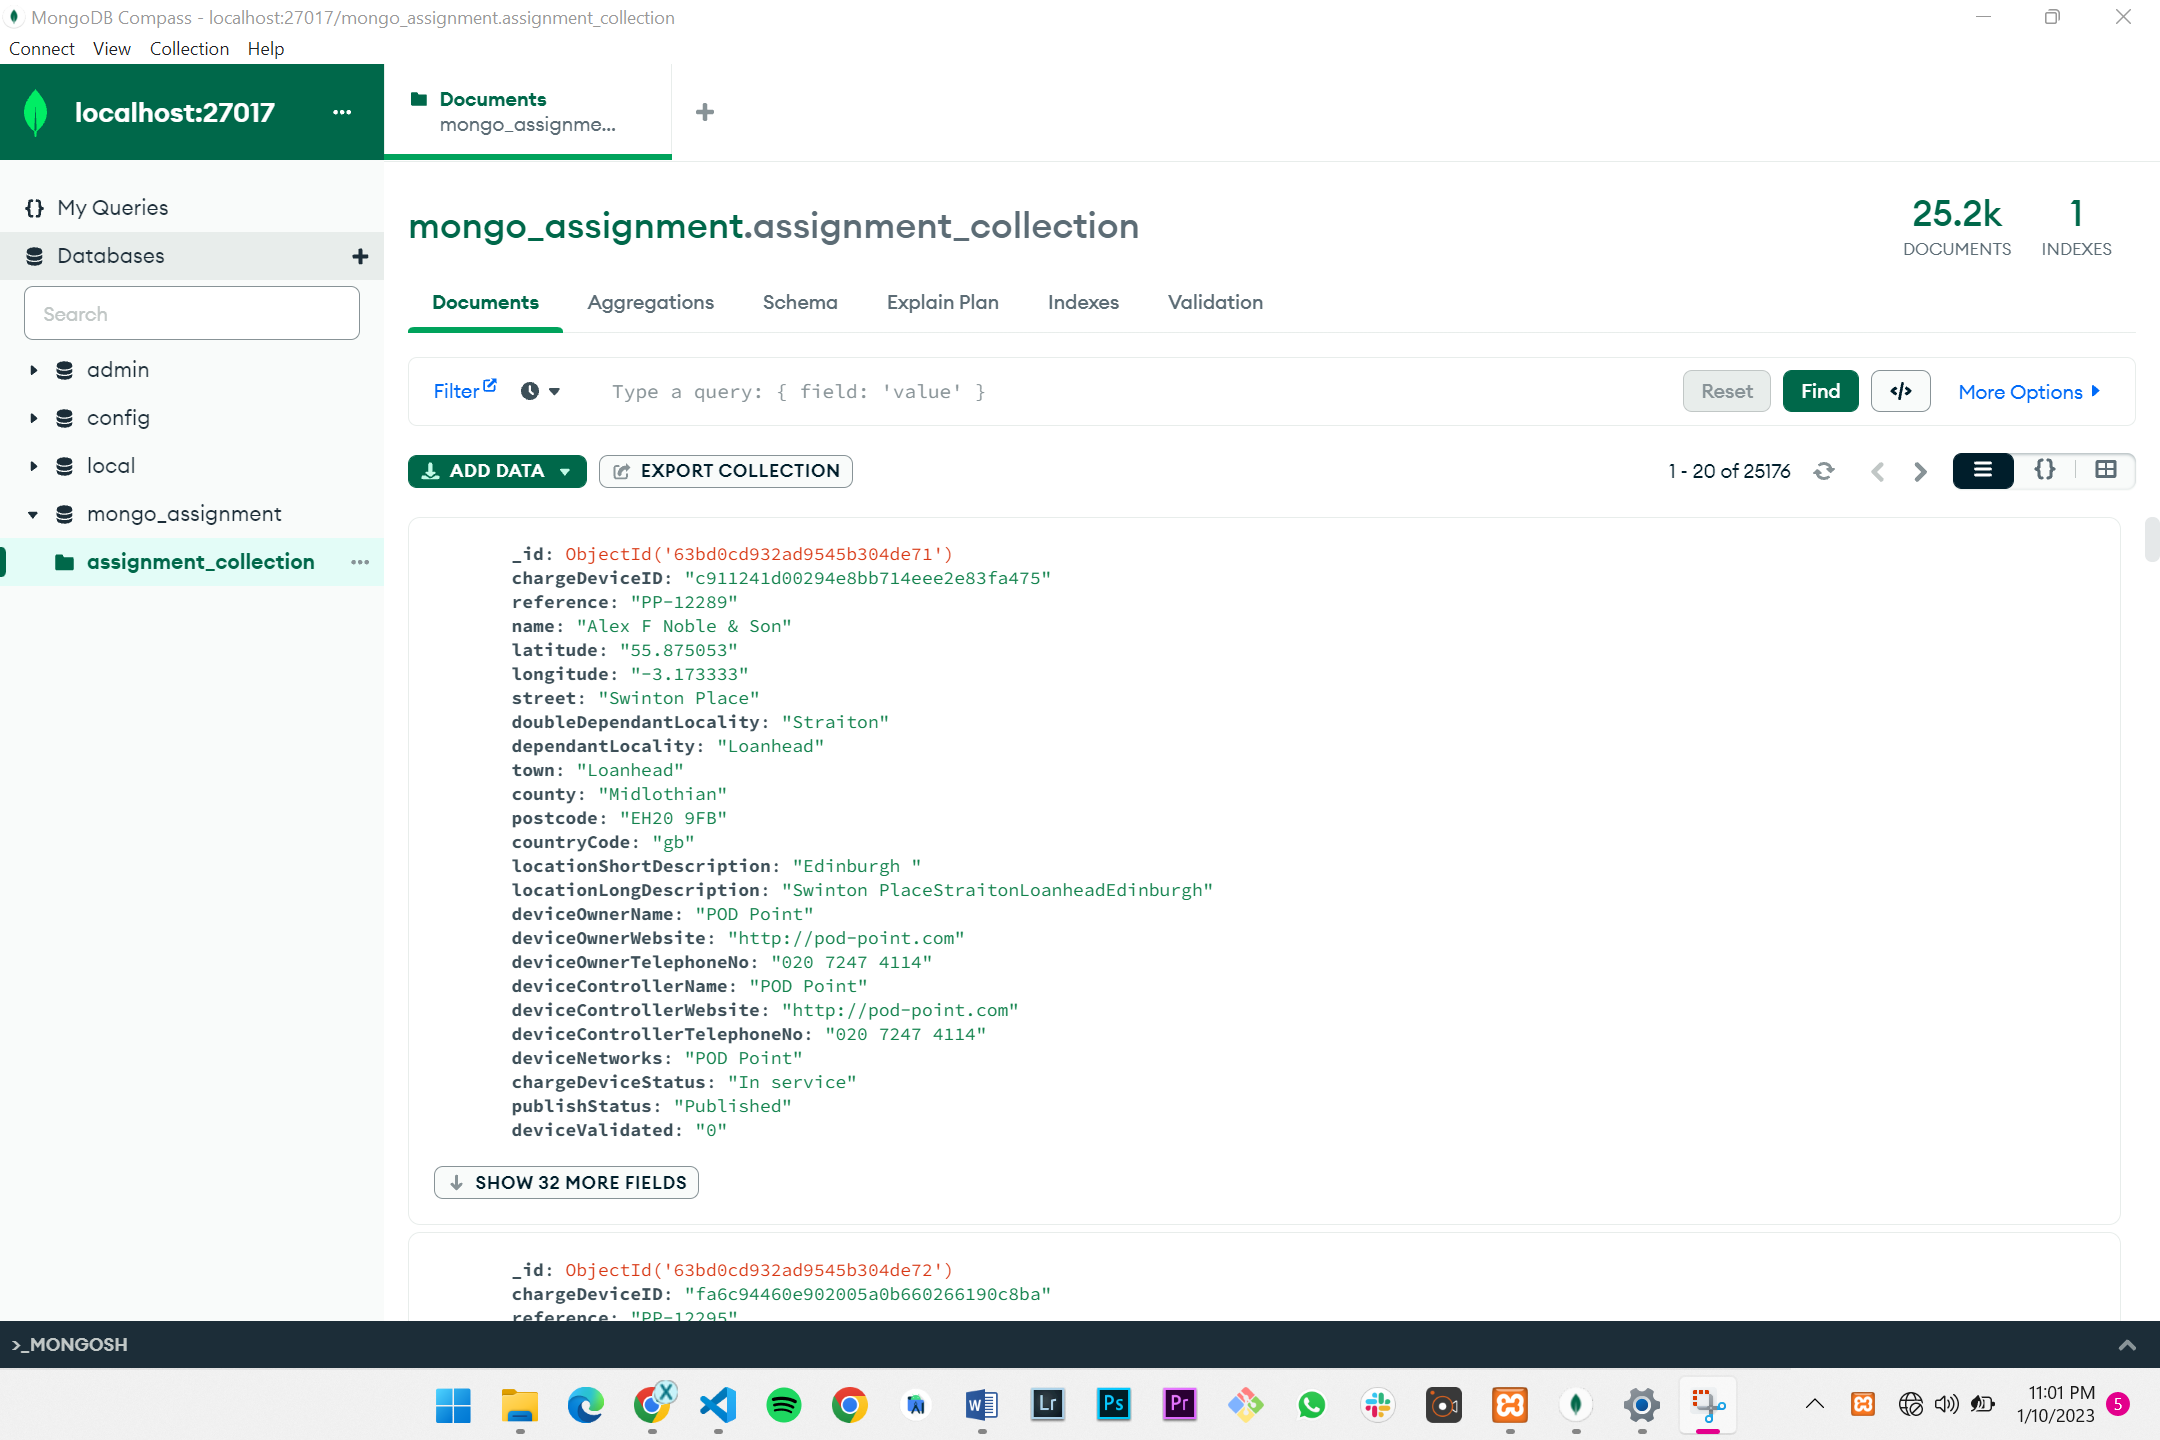 MongoDB Compass - localhost:27017/mongo_assignment.assignment_collection
Connect View Collection Help
localhost:27017 ...
Documents
mongo_assignme...
+
{} My Queries
Databases +
Search
admin
config
local
mongo_assignment
assignment_collection ...
mongo_assignment.assignment_collection
25.2k
DOCUMENTS
1
INDEXES
Documents Aggregations Schema Explain Plan Indexes Validation
Filter Type a query: { field: 'value' } Reset Find </> More Options
ADD DATA EXPORT COLLECTION 1 - 20 of 25176 {}
_id: ObjectId('63bd0cd932ad9545b304de71')
chargeDeviceID: "c911241d00294e8bb714eee2e83fa475"
reference: "PP-12289"
name: "Alex F Noble & Son"
latitude: "55.875053"
longitude: "-3.173333"
street: "Swinton Place"
doubleDependantLocality: "Straiton"
dependantLocality: "Loanhead"
town: "Loanhead"
county: "Midlothian"
postcode: "EH20 9FB"
countryCode: "gb"
locationShortDescription: "Edinburgh "
locationLongDescription: "Swinton PlaceStraitonLoanheadEdinburgh"
deviceOwnerName: "POD Point"
deviceOwnerWebsite: "http://pod-point.com"
deviceOwnerTelephoneNo: "020 7247 4114"
deviceControllerName: "POD Point"
deviceControllerWebsite: "http://pod-point.com"
deviceControllerTelephoneNo: "020 7247 4114"
deviceNetworks: "POD Point"
chargeDeviceStatus: "In service"
publishStatus: "Published"
deviceValidated: "0"
SHOW 32 MORE FIELDS
_id: ObjectId('63bd0cd932ad9545b304de72')
chargeDeviceID: "fa6c94460e902005a0b660266190c8ba"
reference: "PP-12295"
>_MONGOSH
X W Lr Ps Pr
11:01 PM
1/10/2023
5